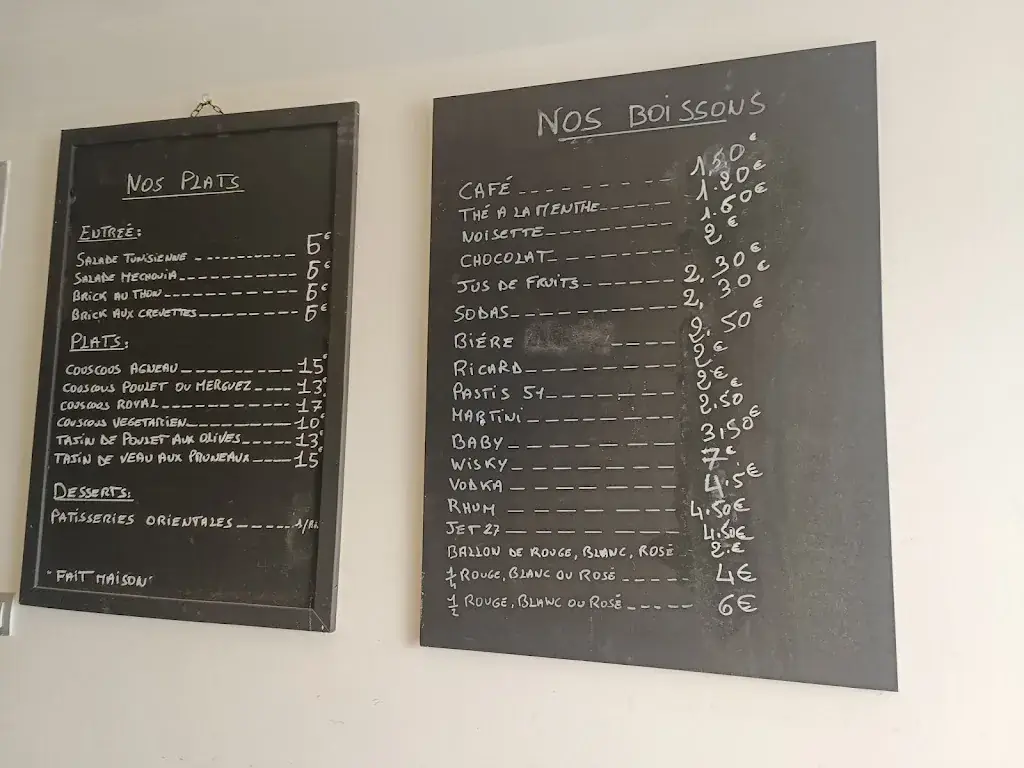 NOS PLATS
ENTREÉ:
SALADE TUNISIENNE ------------ 5€
SALADE MECHOUIA ------------ 5€
BRICK AU THON ------------ 5€
BRICK AUX CREVETTES ---------- 5€
PLATS:
COUSCOUS AGNEAU ---------- 15€
COUSCOUS POULET OU MERGUEZ ---- 13€
COUSCOUS ROYAL ------------ 17€
COUSCOUS VEGETARIEN ---------- 10€
TAJIN DE POULET AUX OLIVES ----- 13€
TAJIN DE VEAU AUX PRUNEAUX ---- 15€
DESSERTS:
PATISSERIES ORIENTALES -----
"FAIT MAISON"
NOS BOISSONS
CAFÉ ---------- 1.50€
THÉ A LA MENTHE ------ 1.20€
NOISETTE -------- 1.60€
CHOCOLAT -------- 2€
JUS DE FRUITS ------ 2,30€
SODAS ---------- 2,30€
BIÉRE ---- 2.50€
RICARD ---------- 2€
PASTIS 51 -------- 2€
MARTINI ---------- 2.50€
BABY ---------- 3,50€
WISKY ---------- 7€
VODKA ---------- 4.5€
RHUM ---------- 4.50€
JET 27 ---------- 4.50€
BALLON DE ROUGE, BLANC, ROSÉ -- 2.€
1/4 ROUGE, BLANC OU ROSÉ ----- 4€
1/2 ROUGE, BLANC OU ROSÉ ----- 6€